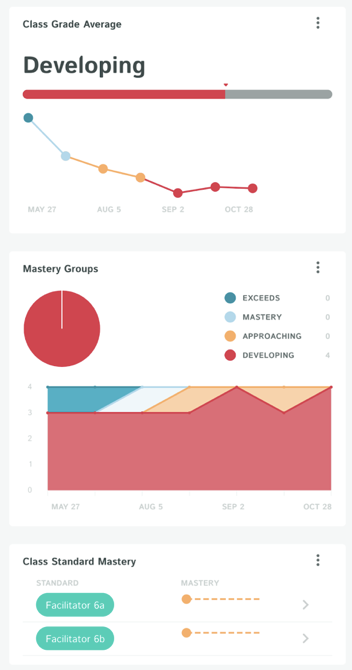 Class Grade Average
Developing
MAY 27 AUG 5 SEP 2 OCT 28
Mastery Groups
EXCEEDS 0
MASTERY 0
APPROACHING 0
DEVELOPING 4
4
3
2
1
0
MAY 27 AUG 5 SEP 2 OCT 28
Class Standard Mastery
STANDARD MASTERY
Facilitator 6a
Facilitator 6b